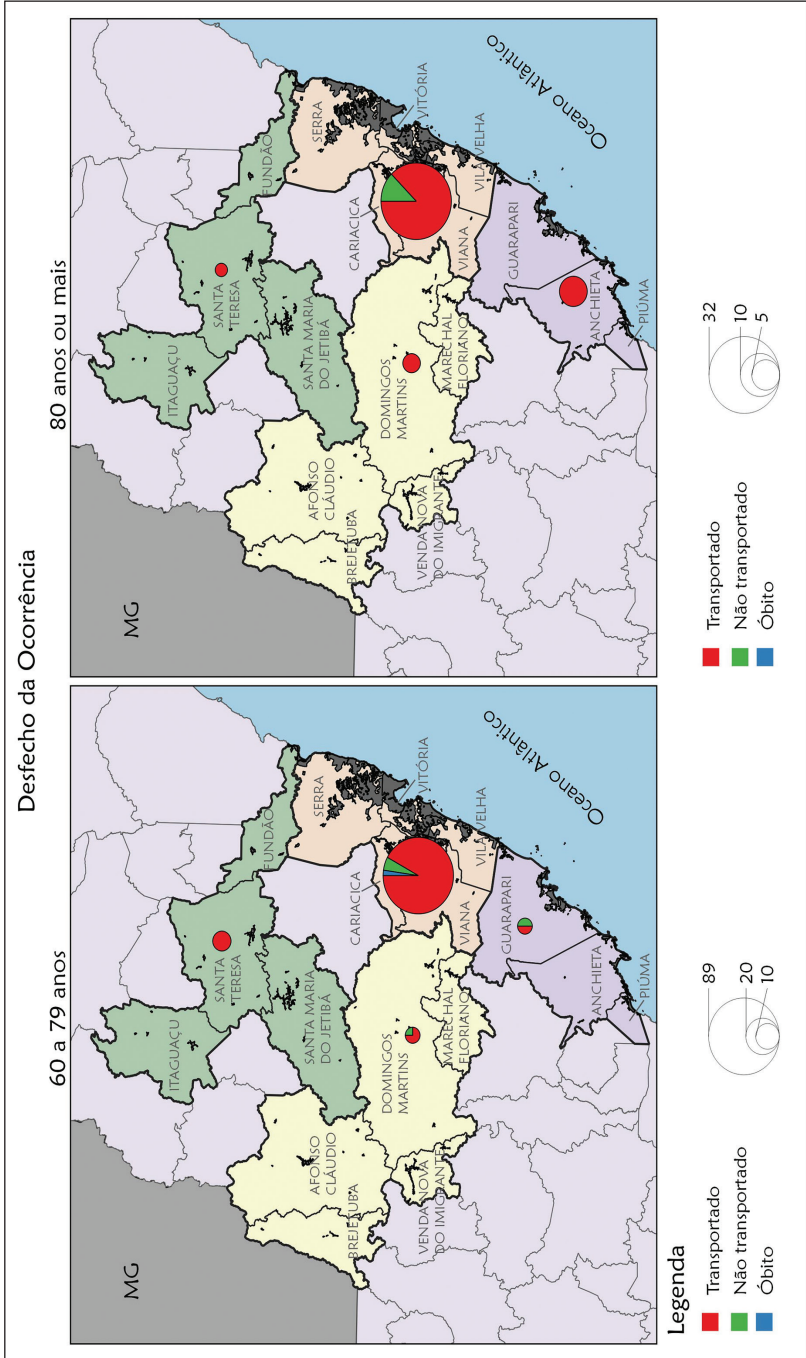 Desfecho da Ocorrência
60 a 79 anos
MG
ITAGUAÇU
SANTA
TERESA
FUNDÃO
SANTA MARIA
DO JETIBÁ
SERRA
AFONSO
CLÁUDIO
BREJETUBA
CARIACICA
VITÓRIA
DOMINGOS
MARTINS
VIANA
VILA VELHA
VENDA NOVA
DO IMIGRANTE
MARECHAL
FLORIANO
GUARAPARI
ANCHIETA
PIÚMA
Oceano Atlântico
80 anos ou mais
MG
ITAGUAÇU
SANTA
TERESA
FUNDÃO
SANTA MARIA
DO JETIBÁ
SERRA
AFONSO
CLÁUDIO
BREJETUBA
CARIACICA
VITÓRIA
DOMINGOS
MARTINS
VIANA
VILA VELHA
VENDA NOVA
DO IMIGRANTE
MARECHAL
FLORIANO
GUARAPARI
ANCHIETA
PIÚMA
Oceano Atlântico
Legenda
Transportado
Não transportado
Óbito
89
20
10
Transportado
Não transportado
Óbito
32
10
5